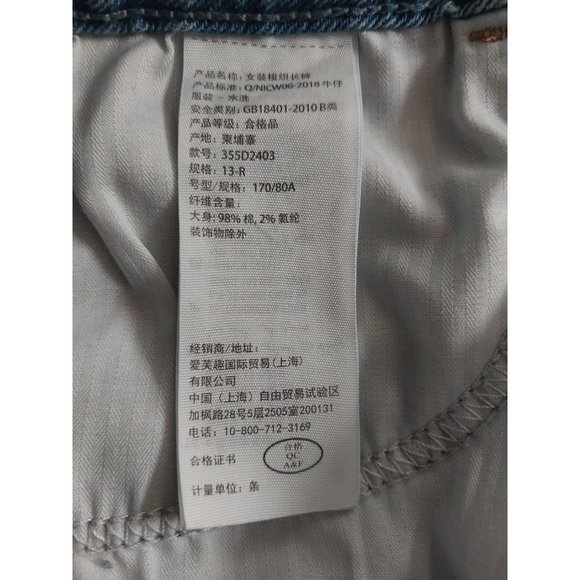 产品名称: 女装梭织长裤
产品标准: Q/NICW06-2018 牛仔
服装 - 水洗
安全类别: GB18401-2010 B类
产品等级: 合格品
产地: 柬埔寨
款号: 355D2403
规格: 13-R
号型/规格: 170/80A
纤维含量:
大身: 98% 棉, 2% 氨纶
装饰物除外
经销商/地址:
爱芙趣国际贸易(上海)
有限公司
中国（上海）自由贸易试验区
加枫路28号5层2505室200131
电话: 10-800-712-3169
合格证书
合格
QC
A&F
计量单位: 条